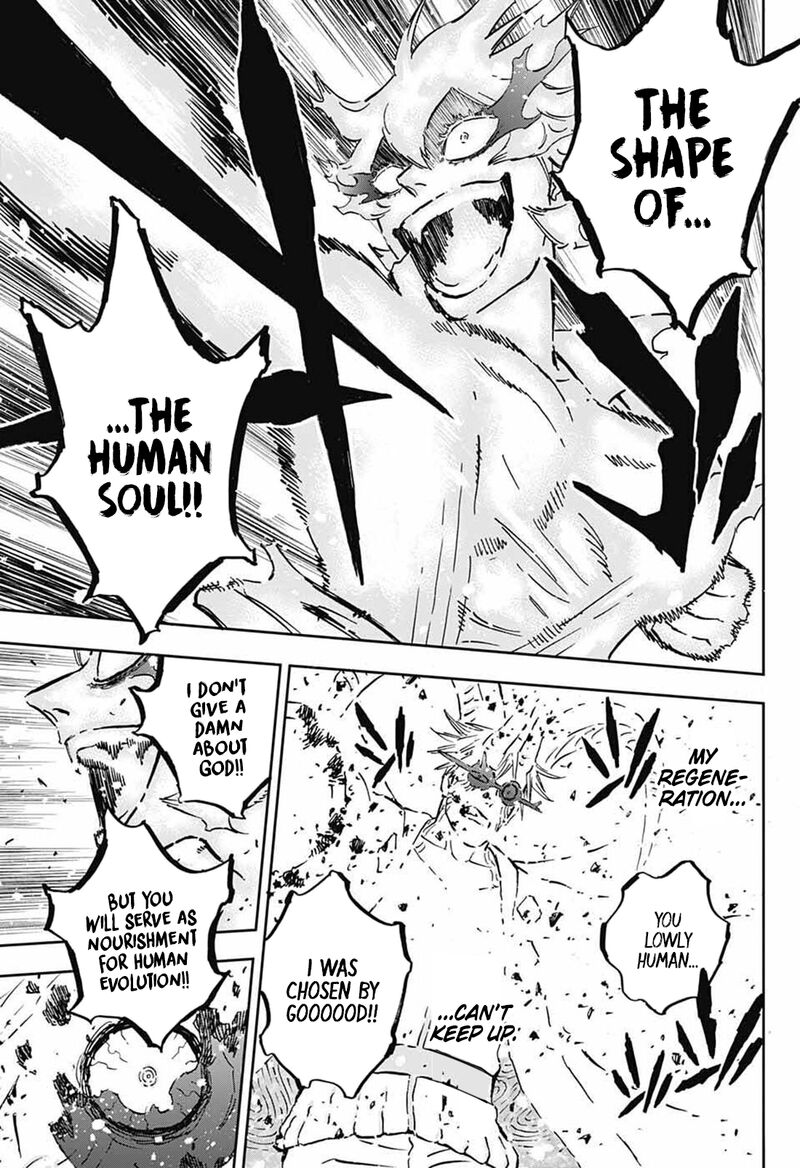 THE
SHAPE
OF...
...THE
HUMAN
SOUL!!
MY
REGENE-
RATION...
...CAN'T
KEEP UP.
YOU
LOWLY
HUMAN...
I WAS
CHOSEN BY
GOOOOOD!!
I DON'T
GIVE A
DAMN
ABOUT
GOD!!
BUT YOU
WILL SERVE AS
NOURISHMENT
FOR HUMAN
EVOLUTION!!